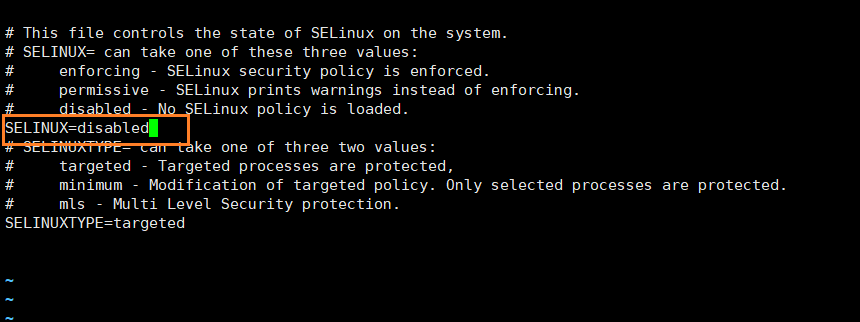 # This file controls the state of SELinux on the system.
# SELINUX= can take one of these three values:
#     enforcing - SELinux security policy is enforced.
#     permissive - SELinux prints warnings instead of enforcing.
#     disabled - No SELinux policy is loaded.
SELINUX=disabled
# SELINUXTYPE= can take one of three two values:
#     targeted - Targeted processes are protected,
#     minimum - Modification of targeted policy. Only selected processes are protected.
#     mls - Multi Level Security protection.
SELINUXTYPE=targeted
~
~
~